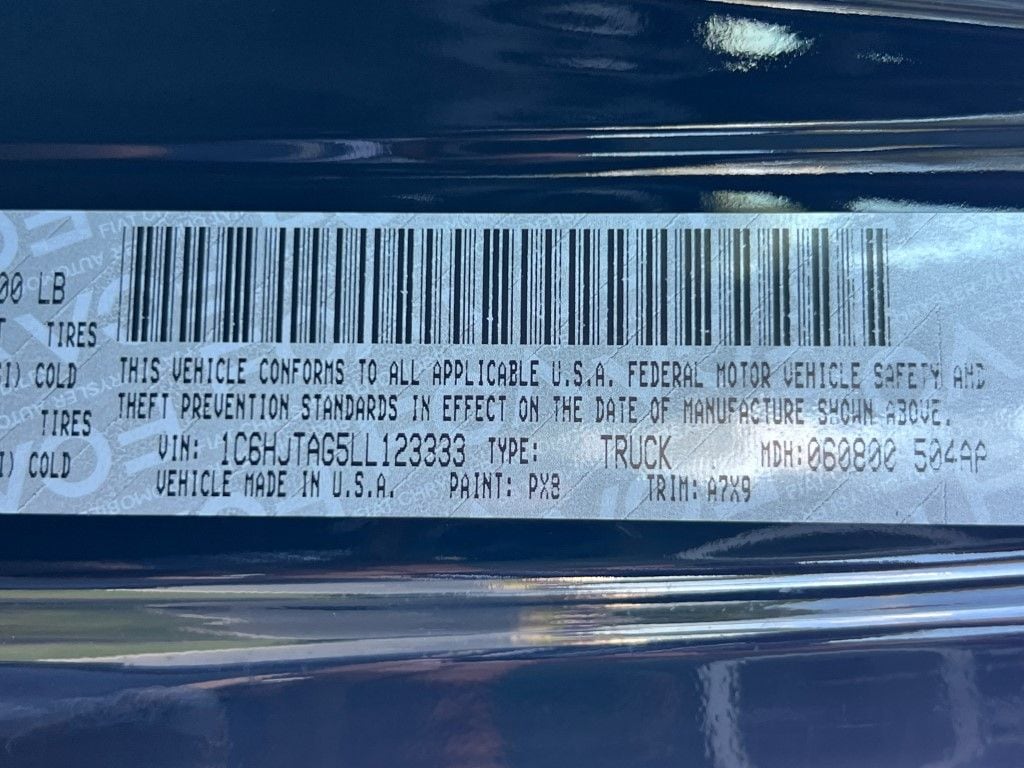 00 LB
TIRES
I) COLD
TIRES
I) COLD
THIS VEHICLE CONFORMS TO ALL APPLICABLE U.S.A. FEDERAL MOTOR VEHICLE SAFETY AND
THEFT PREVENTION STANDARDS IN EFFECT ON THE DATE OF MANUFACTURE SHOWN ABOVE.
VIN: 1C6HJTAG5LL123333 TYPE: TRUCK MDH:060800 504AP
VEHICLE MADE IN U.S.A. PAINT: PX8 TRIM: A7X9